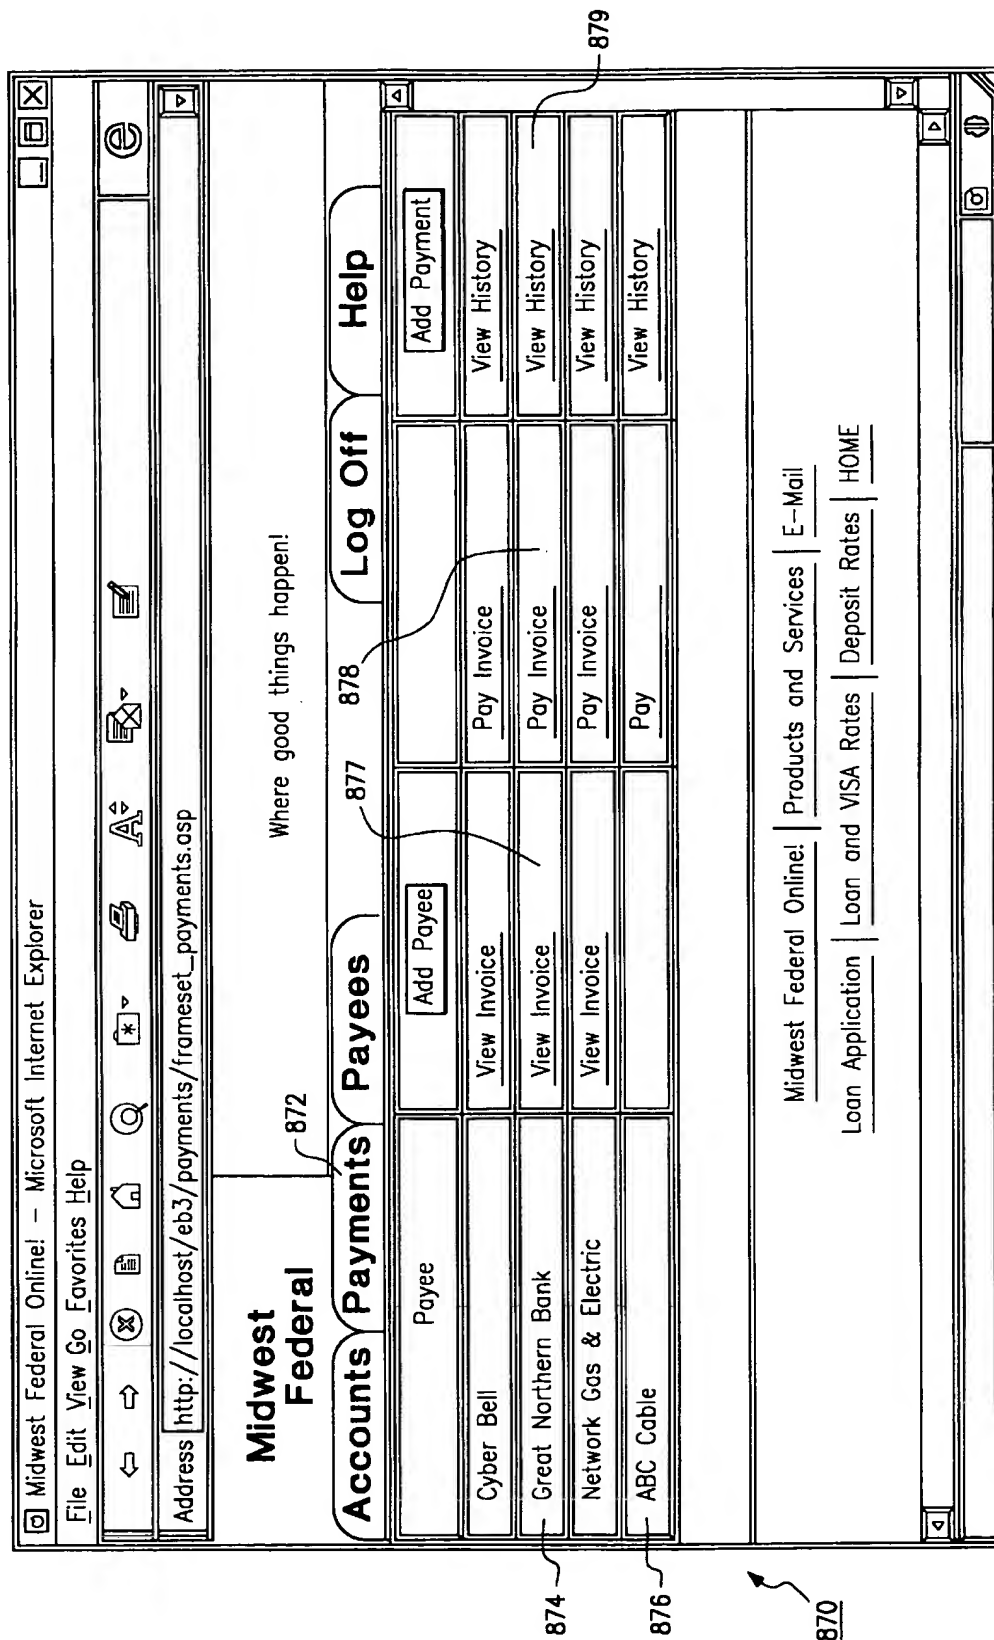 Midwest Federal Online! – Microsoft Internet Explorer
File Edit View Go Favorites Help
Address http://localhost/eb3/payments/frameset_payments.asp
Midwest
Federal
Where good things happen!
872
Accounts Payments Payees Log Off Help
Payee Add Payee Add Payment
877
878
879
Cyber Bell View Invoice Pay Invoice View History
874
Great Northern Bank View Invoice Pay Invoice View History
Network Gas & Electric View Invoice Pay Invoice View History
876
ABC Cable Pay View History
Midwest Federal Online! | Products and Services | E–Mail
Loan Application | Loan and VISA Rates | Deposit Rates | HOME
870